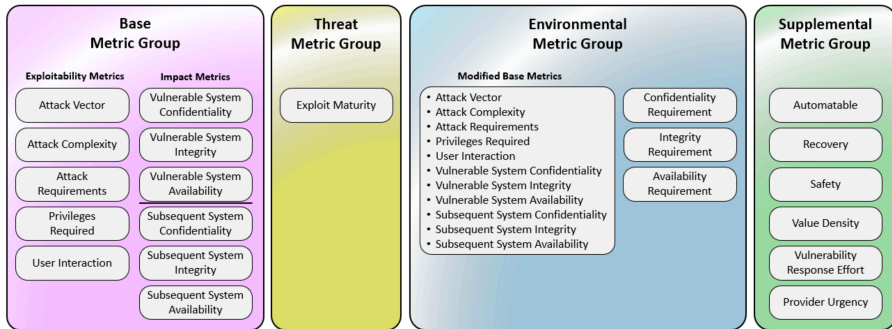 Base
Metric Group
Exploitability Metrics
Attack Vector
Attack Complexity
Attack
Requirements
Privileges
Required
User Interaction
Impact Metrics
Vulnerable System
Confidentiality
Vulnerable System
Integrity
Vulnerable System
Availability
Subsequent System
Confidentiality
Subsequent System
Integrity
Subsequent System
Availability
Threat
Metric Group
Exploit Maturity
Environmental
Metric Group
Modified Base Metrics
• Attack Vector
• Attack Complexity
• Attack Requirements
• Privileges Required
• User Interaction
• Vulnerable System Confidentiality
• Vulnerable System Integrity
• Vulnerable System Availability
• Subsequent System Confidentiality
• Subsequent System Integrity
• Subsequent System Availability
Confidentiality
Requirement
Integrity
Requirement
Availability
Requirement
Supplemental
Metric Group
Automatable
Recovery
Safety
Value Density
Vulnerability
Response Effort
Provider Urgency